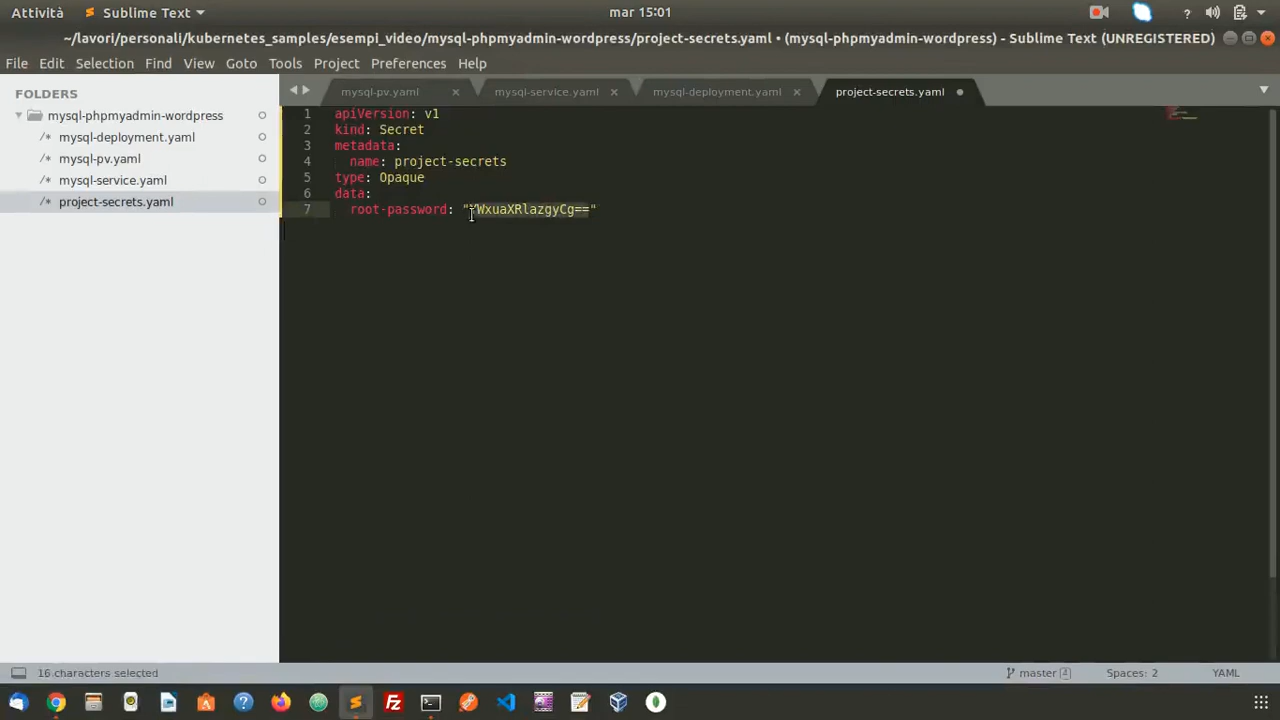 Attività
Sublime Text
mar 15:01
?
~/lavori/personali/kubernetes_samples/esempi_video/mysql-phpmyadmin-wordpress/project-secrets.yaml • (mysql-phpmyadmin-wordpress) - Sublime Text (UNREGISTERED)
File Edit Selection Find View Goto Tools Project Preferences Help
FOLDERS
mysql-phpmyadmin-wordpress
/* mysql-deployment.yaml
/* mysql-pv.yaml
/* mysql-service.yaml
/* project-secrets.yaml
mysql-pv.yaml
mysql-service.yaml
mysql-deployment.yaml
project-secrets.yaml
1 apiVersion: v1
2 kind: Secret
3 metadata:
4 name: project-secrets
5 type: Opaque
6 data:
7 root-password: "YWxuaXRlazgyCg=="
16 characters selected
master 4
Spaces: 2
YAML